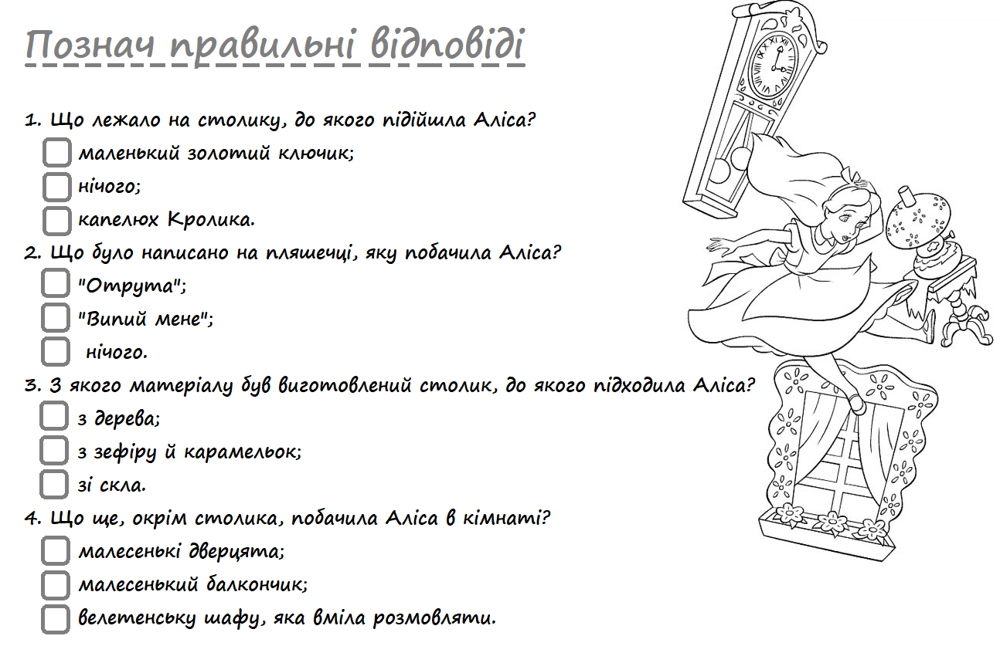 Познач правильні відповіді
1. Що лежало на столику, до якого підійшла Аліса?
маленький золотий ключик;
нічого;
капелюх Кролика.
2. Що було написано на пляшечці, яку побачила Аліса?
"Отрута";
"Випий мене";
нічого.
3. З якого матеріалу був виготовлений столик, до якого підходила Аліса?
з дерева;
з зефіру й карамельок;
зі скла.
4. Що ще, окрім столика, побачила Аліса в кімнаті?
малесенькі дверцята;
малесенький балкончик;
велетенську шафу, яка вміла розмовляти.